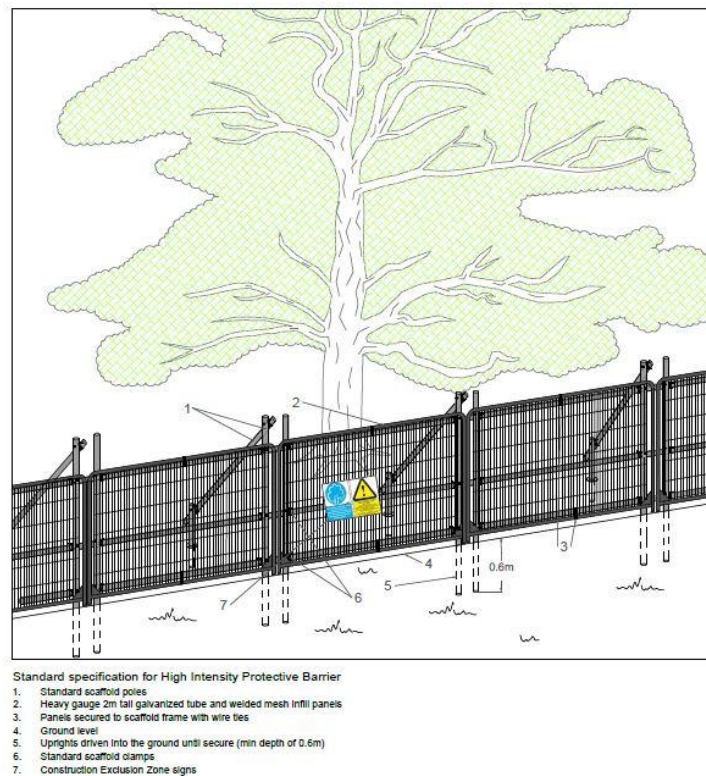 1
2
0.6m
3
4
5
6
7
Standard specification for High Intensity Protective Barrier
1. Standard scaffold poles
2. Heavy gauge 2m tall galvanized tube and welded mesh infill panels
3. Panels secured to scaffold frame with wire ties
4. Ground level
5. Uprights driven into the ground until secure (min depth of 0.6m)
6. Standard scaffold clamps
7. Construction Exclusion Zone signs